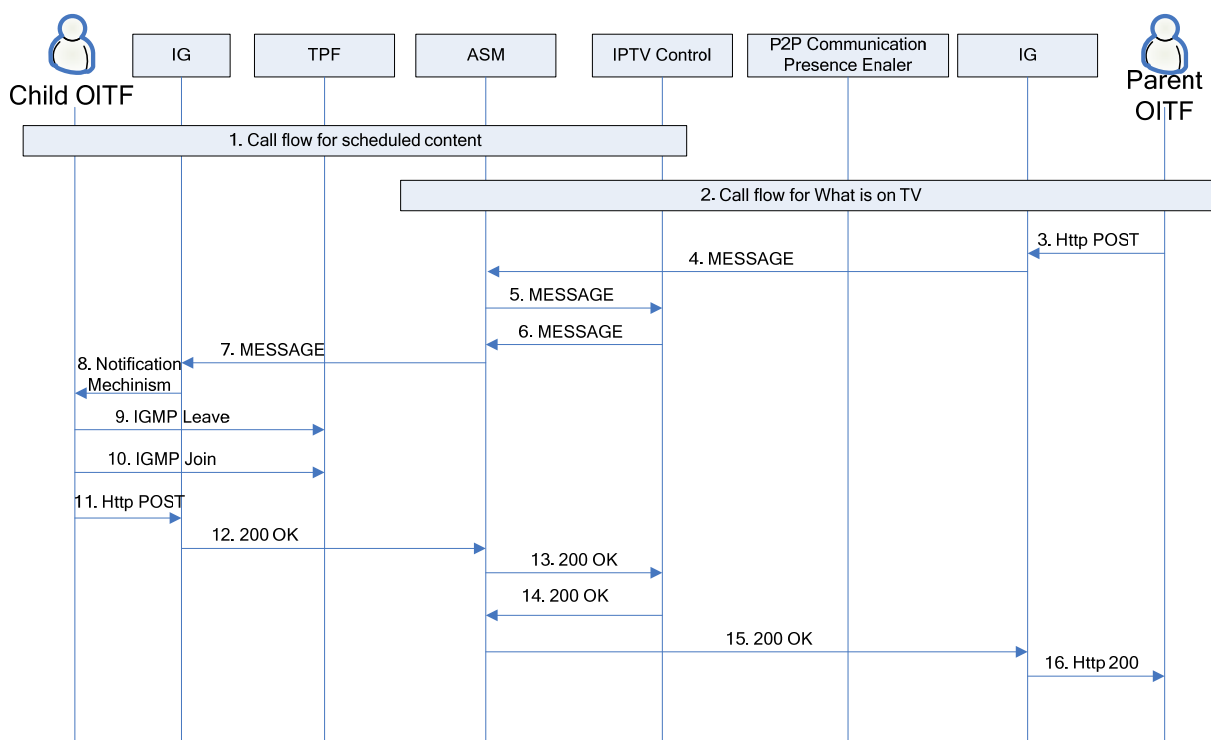 IG
TPF
ASM
IPTV Control
P2P Communication
Presence Enaler
IG
Child OITF
Parent
OITF
1. Call flow for scheduled content
2. Call flow for What is on TV
3. Http POST
4. MESSAGE
5. MESSAGE
6. MESSAGE
7. MESSAGE
8. Notification
Mechinism
9. IGMP Leave
10. IGMP Join
11. Http POST
12. 200 OK
13. 200 OK
14. 200 OK
15. 200 OK
16. Http 200